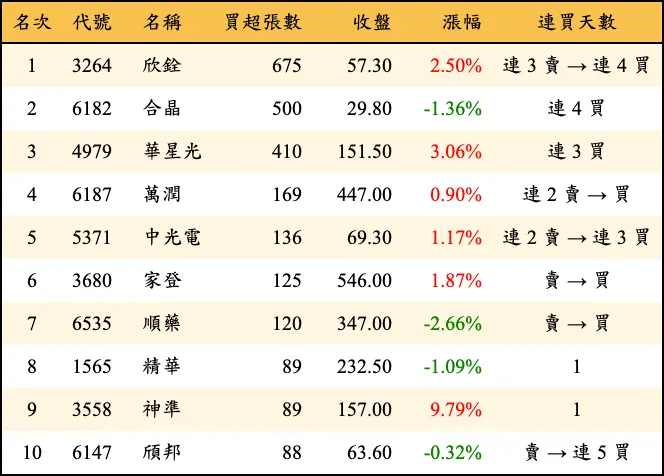 名次 代號 名稱 買超張數 收盤 漲幅 連買天數
1 3264 欣銓 675 57.30 2.50% 連 3 賣 → 連 4 買
2 6182 合晶 500 29.80 -1.36% 連 4 買
3 4979 華星光 410 151.50 3.06% 連 3 買
4 6187 萬潤 169 447.00 0.90% 連 2 賣 → 買
5 5371 中光電 136 69.30 1.17% 連 2 賣 → 連 3 買
6 3680 家登 125 546.00 1.87% 賣 → 買
7 6535 順藥 120 347.00 -2.66% 賣 → 買
8 1565 精華 89 232.50 -1.09% 1
9 3558 神準 89 157.00 9.79% 1
10 6147 頎邦 88 63.60 -0.32% 賣 → 連 5 買